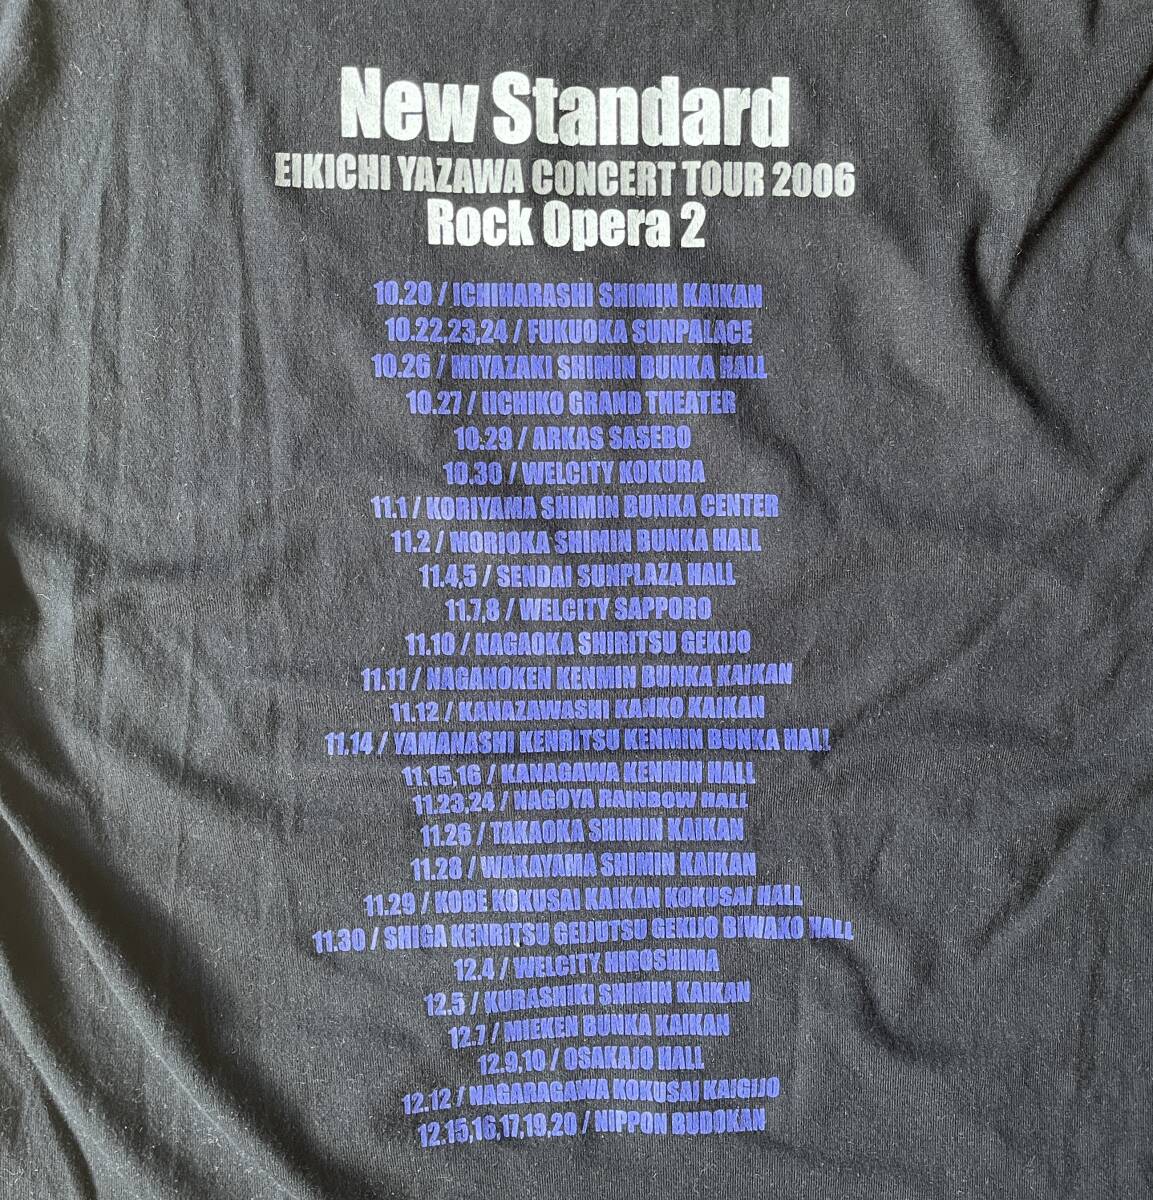 New Standard
EIKICHI YAZAWA CONCERT TOUR 2006
Rock Opera 2
10.20 / ICHIHARASHI SHIMIN KAIKAN
10.22,23,24 / FUKUOKA SUNPALACE
10.26 / MIYAZAKI SHIMIN BUNKA HALL
10.27 / IICHIKO GRAND THEATER
10.29 / ARKAS SASEBO
10.30 / WELCITY KOKURA
11.1 / KORIYAMA SHIMIN BUNKA CENTER
11.2 / MORIOKA SHIMIN BUNKA HALL
11.4,5 / SENDAI SUNPLAZA HALL
11.7,8 / WELCITY SAPPORO
11.10 / NAGAOKA SHIRITSU GEKIJO
11.11 / NAGANOKEN KENMIN BUNKA KAIKAN
11.12 / KANAZAWASHI KANKO KAIKAN
11.14 / YAMANASHI KENRITSU KENMIN BUNKA HALL
11.15,16 / KANAGAWA KENMIN HALL
11.23,24 / NAGOYA RAINBOW HALL
11.26 / TAKAOKA SHIMIN KAIKAN
11.28 / WAKAYAMA SHIMIN KAIKAN
11.29 / KOBE KOKUSAI KAIKAN KOKUSAI HALL
11.30 / SHIGA KENRITSU GEIJUTSU GEKIJO BIWAKO HALL
12.4 / WELCITY HIROSHIMA
12.5 / KURASHIKI SHIMIN KAIKAN
12.7 / MIEKEN BUNKA KAIKAN
12.9,10 / OSAKAJO HALL
12.12 / NAGARAGAWA KOKUSAI KAIGIJO
12.15,16,17,19,20 / NIPPON BUDOKAN